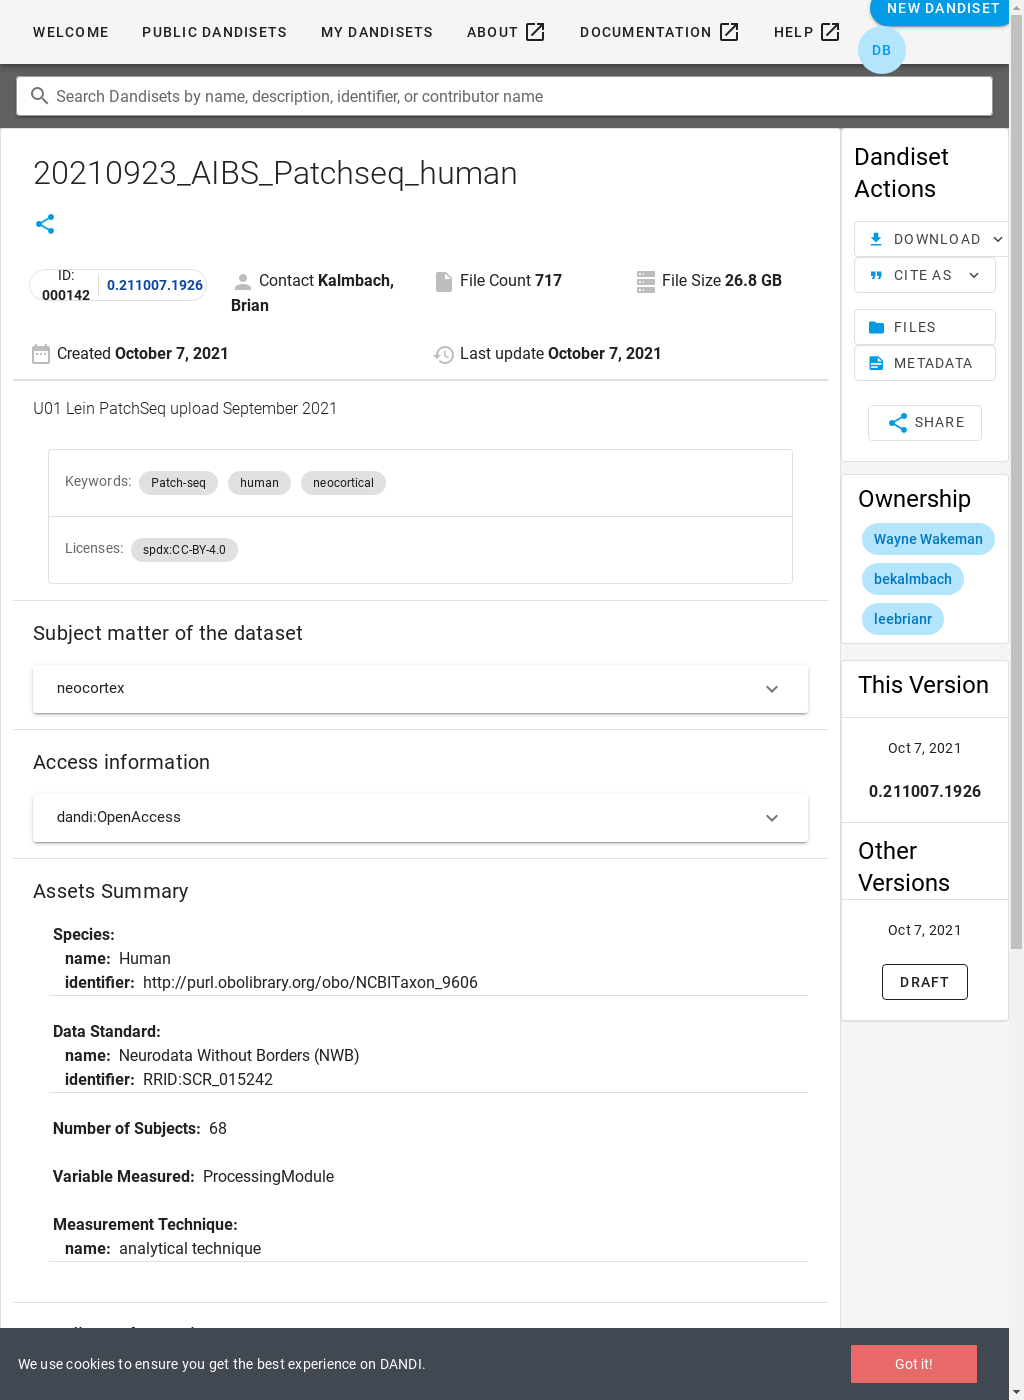 WELCOME PUBLIC DANDISETS MY DANDISETS ABOUT DOCUMENTATION HELP NEW DANDISET
DB
Search Dandisets by name, description, identifier, or contributor name
20210923_AIBS_Patchseq_human
ID: 000142 0.211007.1926
Contact Kalmbach, Brian
File Count 717
File Size 26.8 GB
Created October 7, 2021
Last update October 7, 2021
U01 Lein PatchSeq upload September 2021
Keywords: Patch-seq human neocortical
Licenses: spdx:CC-BY-4.0
Subject matter of the dataset
neocortex
Access information
dandi:OpenAccess
Assets Summary
Species:
name: Human
identifier: http://purl.obolibrary.org/obo/NCBITaxon_9606
Data Standard:
name: Neurodata Without Borders (NWB)
identifier: RRID:SCR_015242
Number of Subjects: 68
Variable Measured: ProcessingModule
Measurement Technique:
name: analytical technique
Dandiset
Actions
DOWNLOAD
CITE AS
FILES
METADATA
SHARE
Ownership
Wayne Wakeman
bekalmbach
leebrianr
This Version
Oct 7, 2021
0.211007.1926
Other
Versions
Oct 7, 2021
DRAFT
We use cookies to ensure you get the best experience on DANDI.
Got it!